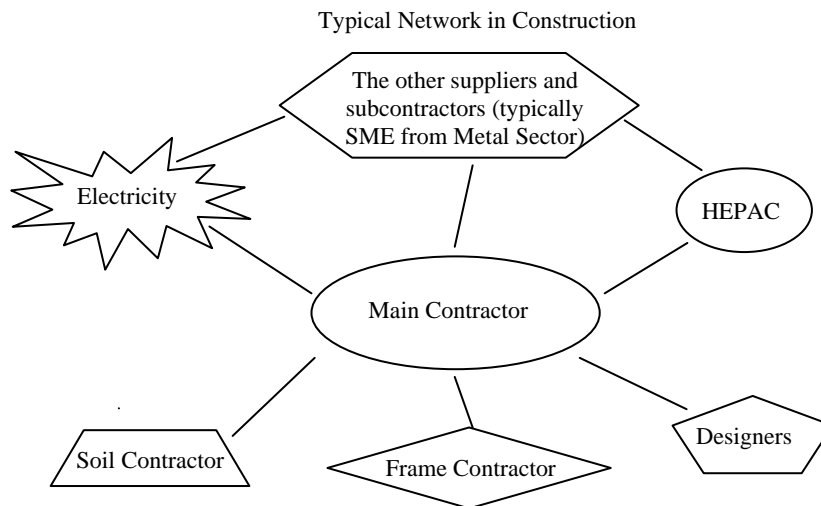 Typical Network in Construction
The other suppliers and
subcontractors (typically
SME from Metal Sector)
Electricity
HEPAC
Main Contractor
Soil Contractor
Frame Contractor
Designers